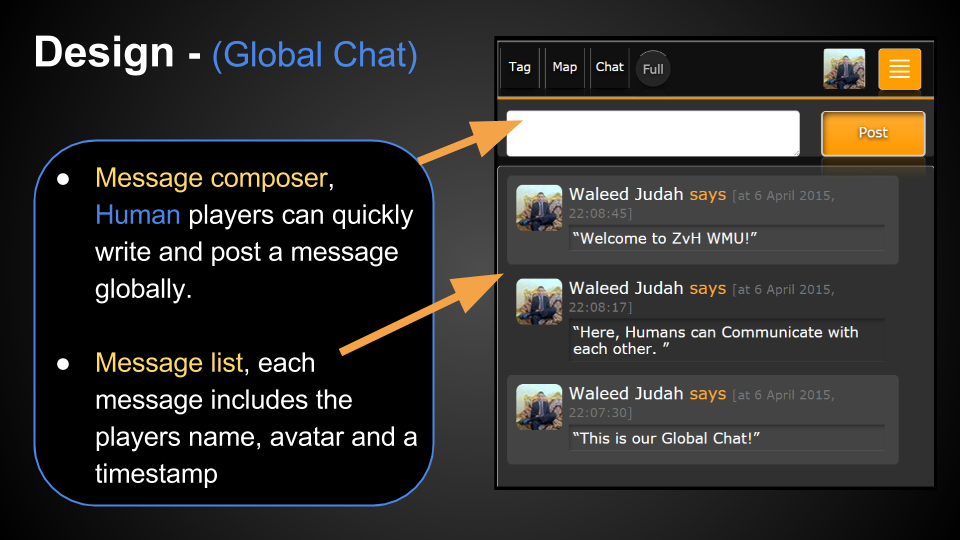 Design - (Global Chat)
● Message composer,
Human players can quickly
write and post a message
globally.
● Message list, each
message includes the
players name, avatar and a
timestamp
Tag Map Chat Full
Post
Waleed Judah says [at 6 April 2015,
22:08:45]
“Welcome to ZvH WMU!”
Waleed Judah says [at 6 April 2015,
22:08:17]
“Here, Humans can Communicate with
each other. ”
Waleed Judah says [at 6 April 2015,
22:07:30]
“This is our Global Chat!”